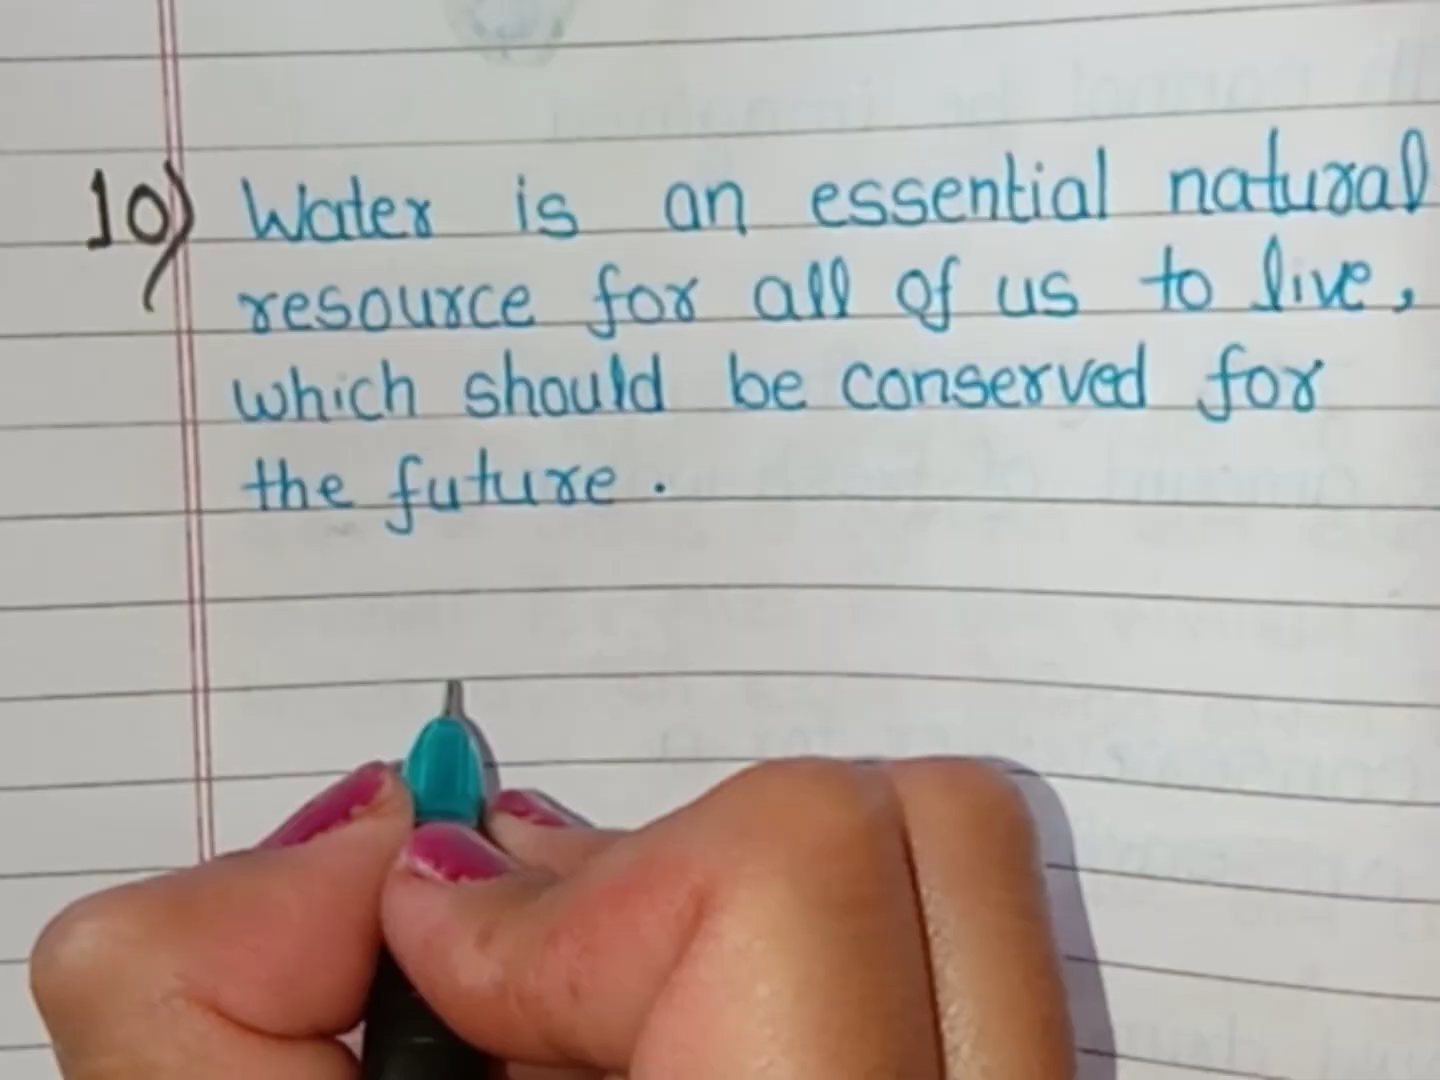 10) Water is an essential natural
resource for all of us to live,
which should be conserved for
the future.